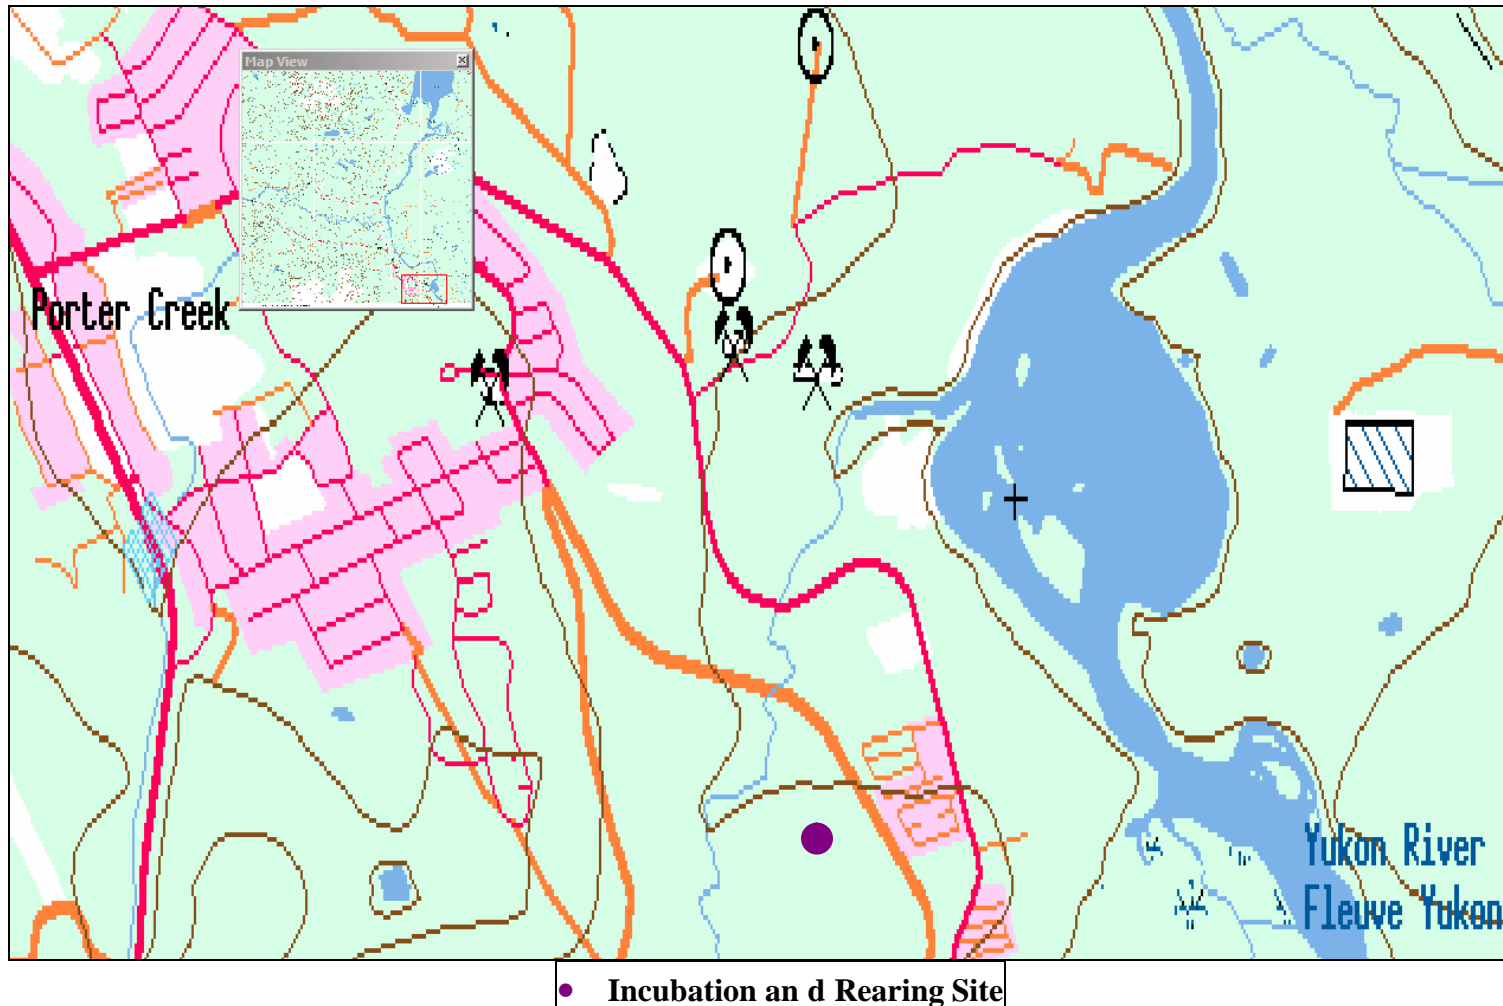 Map View
Porter Creek
Yukon River
Fleuve Yukon
• Incubation an d Rearing Site